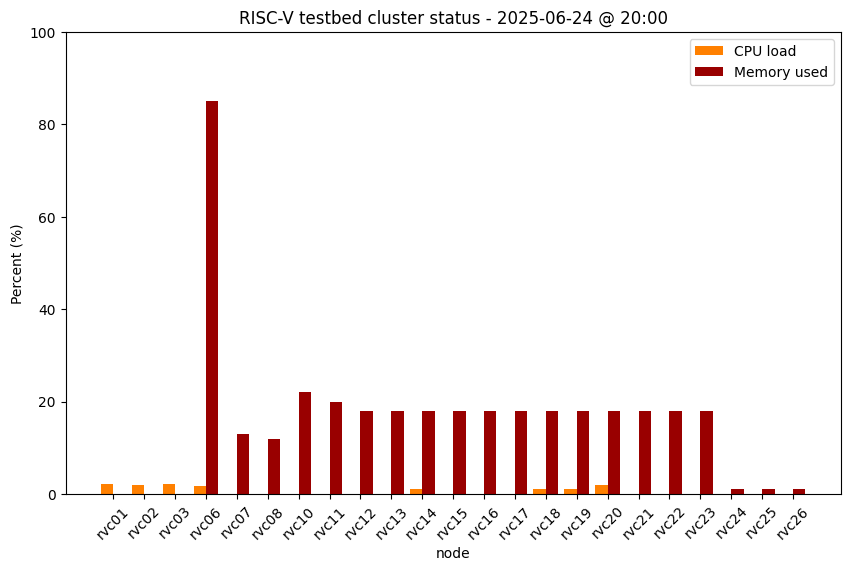 RISC-V testbed cluster status - 2025-06-24 @ 20:00
CPU load
Memory used
Percent (%)
100
80
60
40
20
0
rvc01 rvc02 rvc03 rvc06 rvc07 rvc08 rvc10 rvc11 rvc12 rvc13 rvc14 rvc15 rvc16 rvc17 rvc18 rvc19 rvc20 rvc21 rvc22 rvc23 rvc24 rvc25 rvc26
node